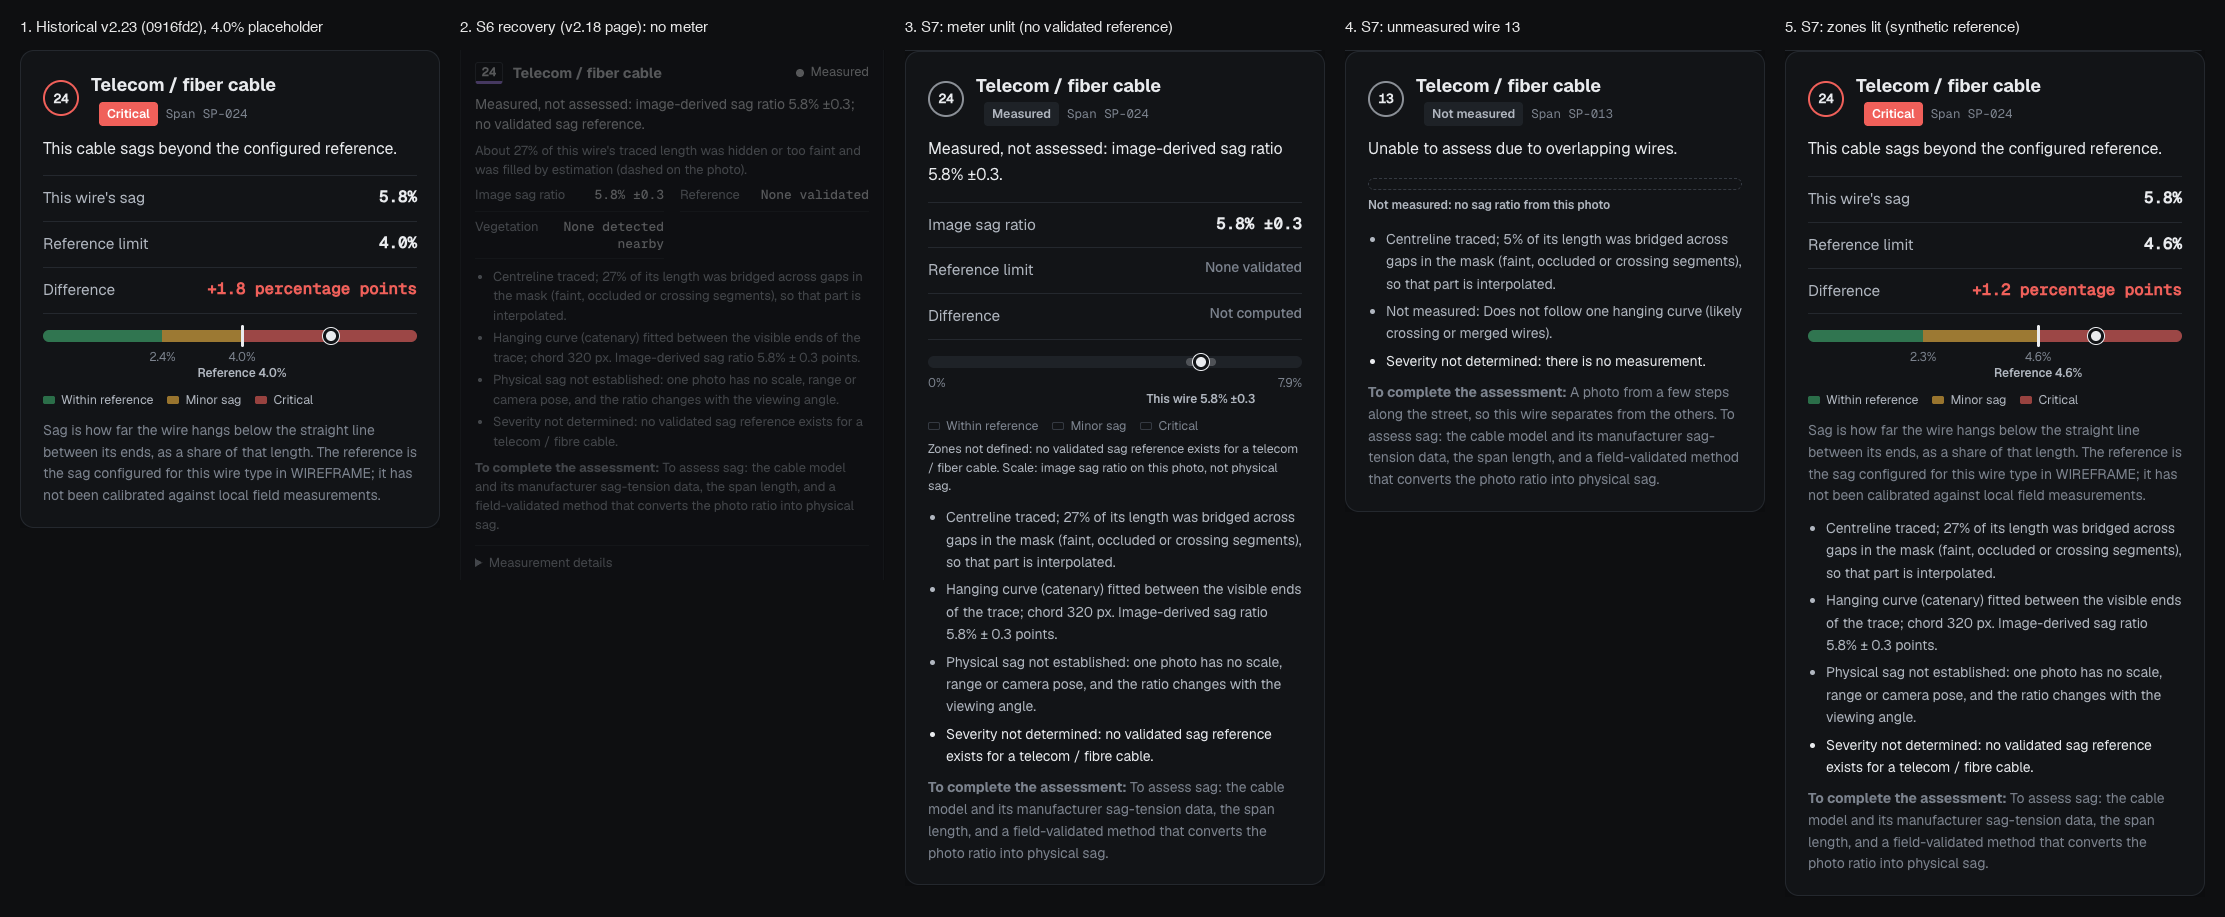 1. Historical v2.23 (0916fd2), 4.0% placeholder
24
Telecom / fiber cable
Critical Span SP-024
This cable sags beyond the configured reference.
This wire's sag 5.8%
Reference limit 4.0%
Difference +1.8 percentage points
2.4% 4.0%
Reference 4.0%
Within reference Minor sag Critical
Sag is how far the wire hangs below the straight line
between its ends, as a share of that length. The reference is
the sag configured for this wire type in WIREFRAME; it has
not been calibrated against local field measurements.
2. S6 recovery (v2.18 page): no meter
24 Telecom / fiber cable Measured
Measured, not assessed: image-derived sag ratio 5.8% ±0.3;
no validated sag reference.
About 27% of this wire's traced length was hidden or too faint and
was filled by estimation (dashed on the photo).
Image sag ratio 5.8% ±0.3 Reference None validated
Vegetation None detected
nearby
• Centreline traced; 27% of its length was bridged across gaps in
the mask (faint, occluded or crossing segments), so that part is
interpolated.
• Hanging curve (catenary) fitted between the visible ends of the
trace; chord 320 px. Image-derived sag ratio 5.8% ± 0.3 points.
• Physical sag not established: one photo has no scale, range or
camera pose, and the ratio changes with the viewing angle.
• Severity not determined: no validated sag reference exists for a
telecom / fibre cable.
To complete the assessment: To assess sag: the cable model
and its manufacturer sag-tension data, the span length, and a
field-validated method that converts the photo ratio into physical
sag.
Measurement details
3. S7: meter unlit (no validated reference)
24
Telecom / fiber cable
Measured Span SP-024
Measured, not assessed: image-derived sag ratio
5.8% ±0.3.
Image sag ratio 5.8% ±0.3
Reference limit None validated
Difference Not computed
0% 7.9%
This wire 5.8% ±0.3
Within reference Minor sag Critical
Zones not defined: no validated sag reference exists for a telecom
/ fiber cable. Scale: image sag ratio on this photo, not physical
sag.
• Centreline traced; 27% of its length was bridged across
gaps in the mask (faint, occluded or crossing segments),
so that part is interpolated.
• Hanging curve (catenary) fitted between the visible ends
of the trace; chord 320 px. Image-derived sag ratio
5.8% ± 0.3 points.
• Physical sag not established: one photo has no scale,
range or camera pose, and the ratio changes with the
viewing angle.
• Severity not determined: no validated sag reference
exists for a telecom / fibre cable.
To complete the assessment: To assess sag: the cable
model and its manufacturer sag-tension data, the span
length, and a field-validated method that converts the
photo ratio into physical sag.
4. S7: unmeasured wire 13
13
Telecom / fiber cable
Not measured Span SP-013
Unable to assess due to overlapping wires.
Not measured: no sag ratio from this photo
• Centreline traced; 5% of its length was bridged across
gaps in the mask (faint, occluded or crossing segments),
so that part is interpolated.
• Not measured: Does not follow one hanging curve (likely
crossing or merged wires).
• Severity not determined: there is no measurement.
To complete the assessment: A photo from a few steps
along the street, so this wire separates from the others. To
assess sag: the cable model and its manufacturer sag-
tension data, the span length, and a field-validated method
that converts the photo ratio into physical sag.
5. S7: zones lit (synthetic reference)
24
Telecom / fiber cable
Critical Span SP-024
This cable sags beyond the configured reference.
This wire's sag 5.8%
Reference limit 4.6%
Difference +1.2 percentage points
2.3% 4.6%
Reference 4.6%
Within reference Minor sag Critical
Sag is how far the wire hangs below the straight line
between its ends, as a share of that length. The reference is
the sag configured for this wire type in WIREFRAME; it has
not been calibrated against local field measurements.
• Centreline traced; 27% of its length was bridged across
gaps in the mask (faint, occluded or crossing segments),
so that part is interpolated.
• Hanging curve (catenary) fitted between the visible ends
of the trace; chord 320 px. Image-derived sag ratio
5.8% ± 0.3 points.
• Physical sag not established: one photo has no scale,
range or camera pose, and the ratio changes with the
viewing angle.
• Severity not determined: no validated sag reference
exists for a telecom / fibre cable.
To complete the assessment: To assess sag: the cable
model and its manufacturer sag-tension data, the span
length, and a field-validated method that converts the
photo ratio into physical sag.